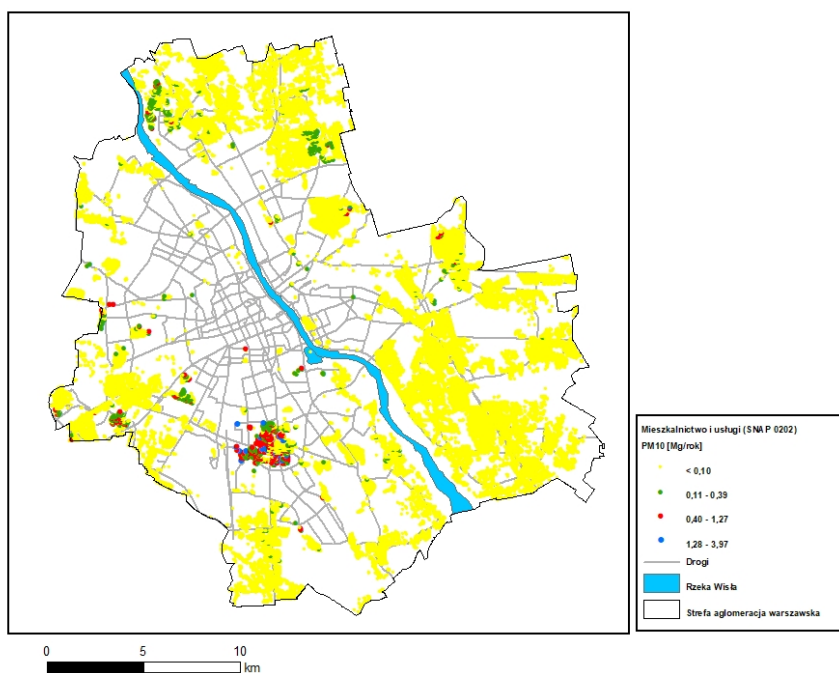 Mieszkalnictwo i usługi (SNAP 0202)
PM10 [Mg/rok]
< 0,10
0,11 - 0,39
0,40 - 1,27
1,28 - 3,97
Drogi
Rzeka Wisła
Strefa aglomeracja warszawska
0 5 10
km